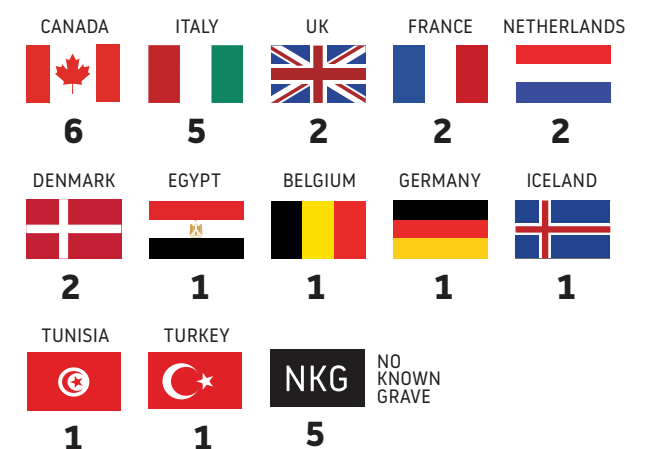 CANADA ITALY UK FRANCE NETHERLANDS
6 5 2 2 2
DENMARK EGYPT BELGIUM GERMANY ICELAND
2 1 1 1 1
TUNISIA TURKEY
NKG
NO
KNOWN
GRAVE
1 1 5